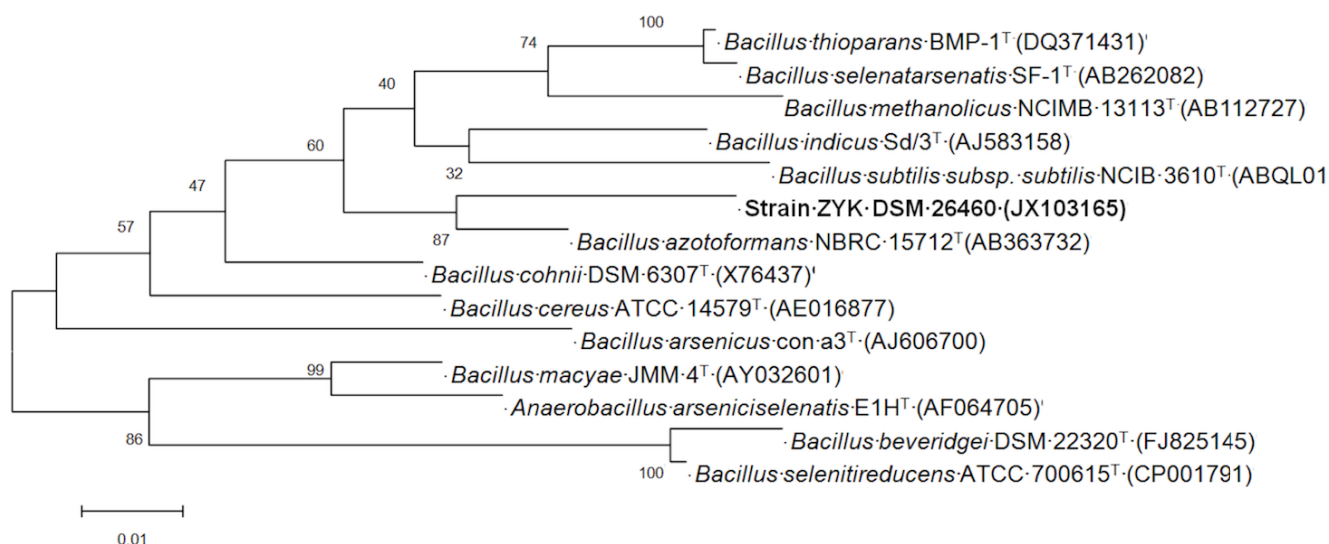 100
Bacillus·thioparans·BMP-1ᵀ·(DQ371431)
74
Bacillus·selenatarsenatis·SF-1ᵀ·(AB262082)
40
Bacillus·methanolicus·NCIMB·13113ᵀ(AB112727)
Bacillus·indicus·Sd/3ᵀ·(AJ583158)
60
32
Bacillus·subtilis·subsp.·subtilis·NCIB·3610ᵀ(ABQL01
47
Strain·ZYK·DSM·26460·(JX103165)
57
87
Bacillus·azotoformans·NBRC·15712ᵀ(AB363732)
Bacillus·cohnii·DSM·6307ᵀ·(X76437)
Bacillus·cereus·ATCC·14579ᵀ·(AE016877)
Bacillus·arsenicus·con·a3ᵀ·(AJ606700)
99
Bacillus·macyae·JMM·4ᵀ·(AY032601)
Anaerobacillus·arseniciselenatis·E1Hᵀ·(AF064705)
86
Bacillus·beveridgei·DSM·22320ᵀ·(FJ825145)
100
Bacillus·selenitireducens·ATCC·700615ᵀ·(CP001791)
0.01